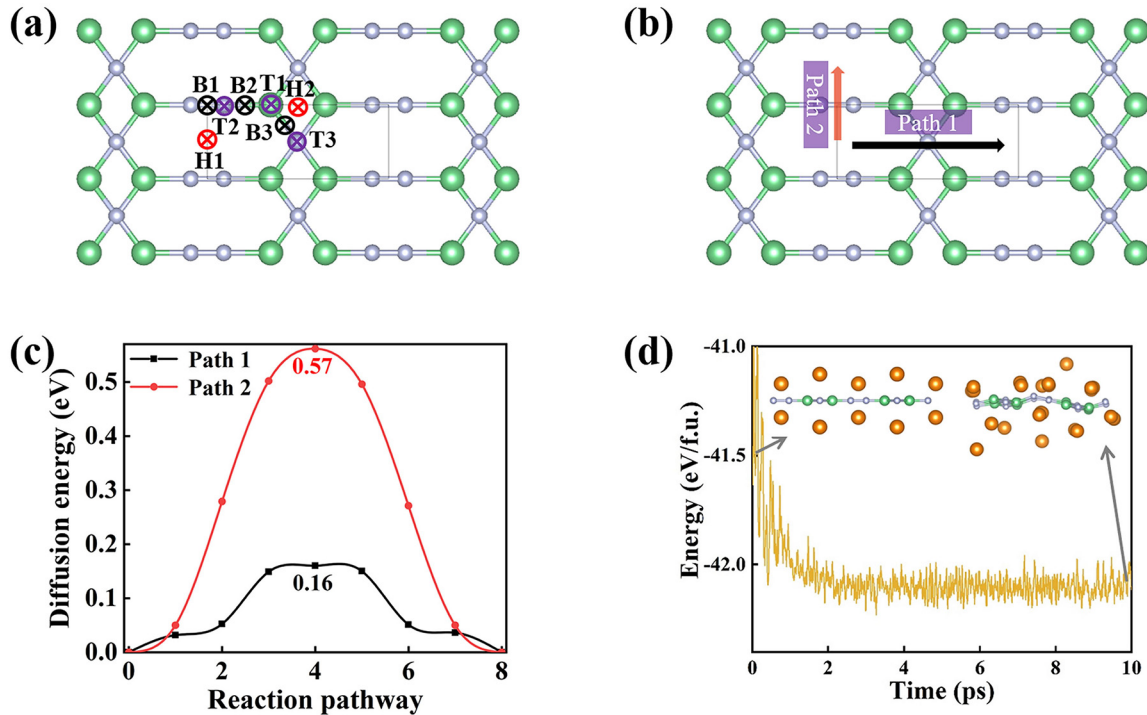 (a)
B1 B2 T1 H2
T2 B3 T3
H1
(b)
Path 2
Path 1
(c)
Diffusion energy (eV)
0.5
0.4
0.3
0.2
0.1
0.0
Path 1
Path 2
0.57
0.16
0 2 4 6 8
Reaction pathway
(d)
Energy (eV/f.u.)
-41.0
-41.5
-42.0
0 2 4 6 8 10
Time (ps)